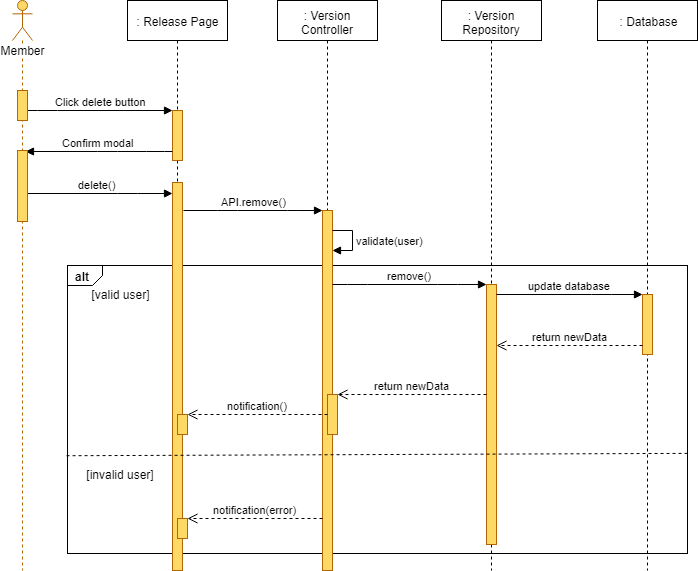 : Release Page
: Version
Controller
: Version
Repository
: Database
Member
Click delete button
Confirm modal
delete()
API.remove()
validate(user)
alt
[valid user]
remove()
update database
return newData
return newData
notification()
[invalid user]
notification(error)